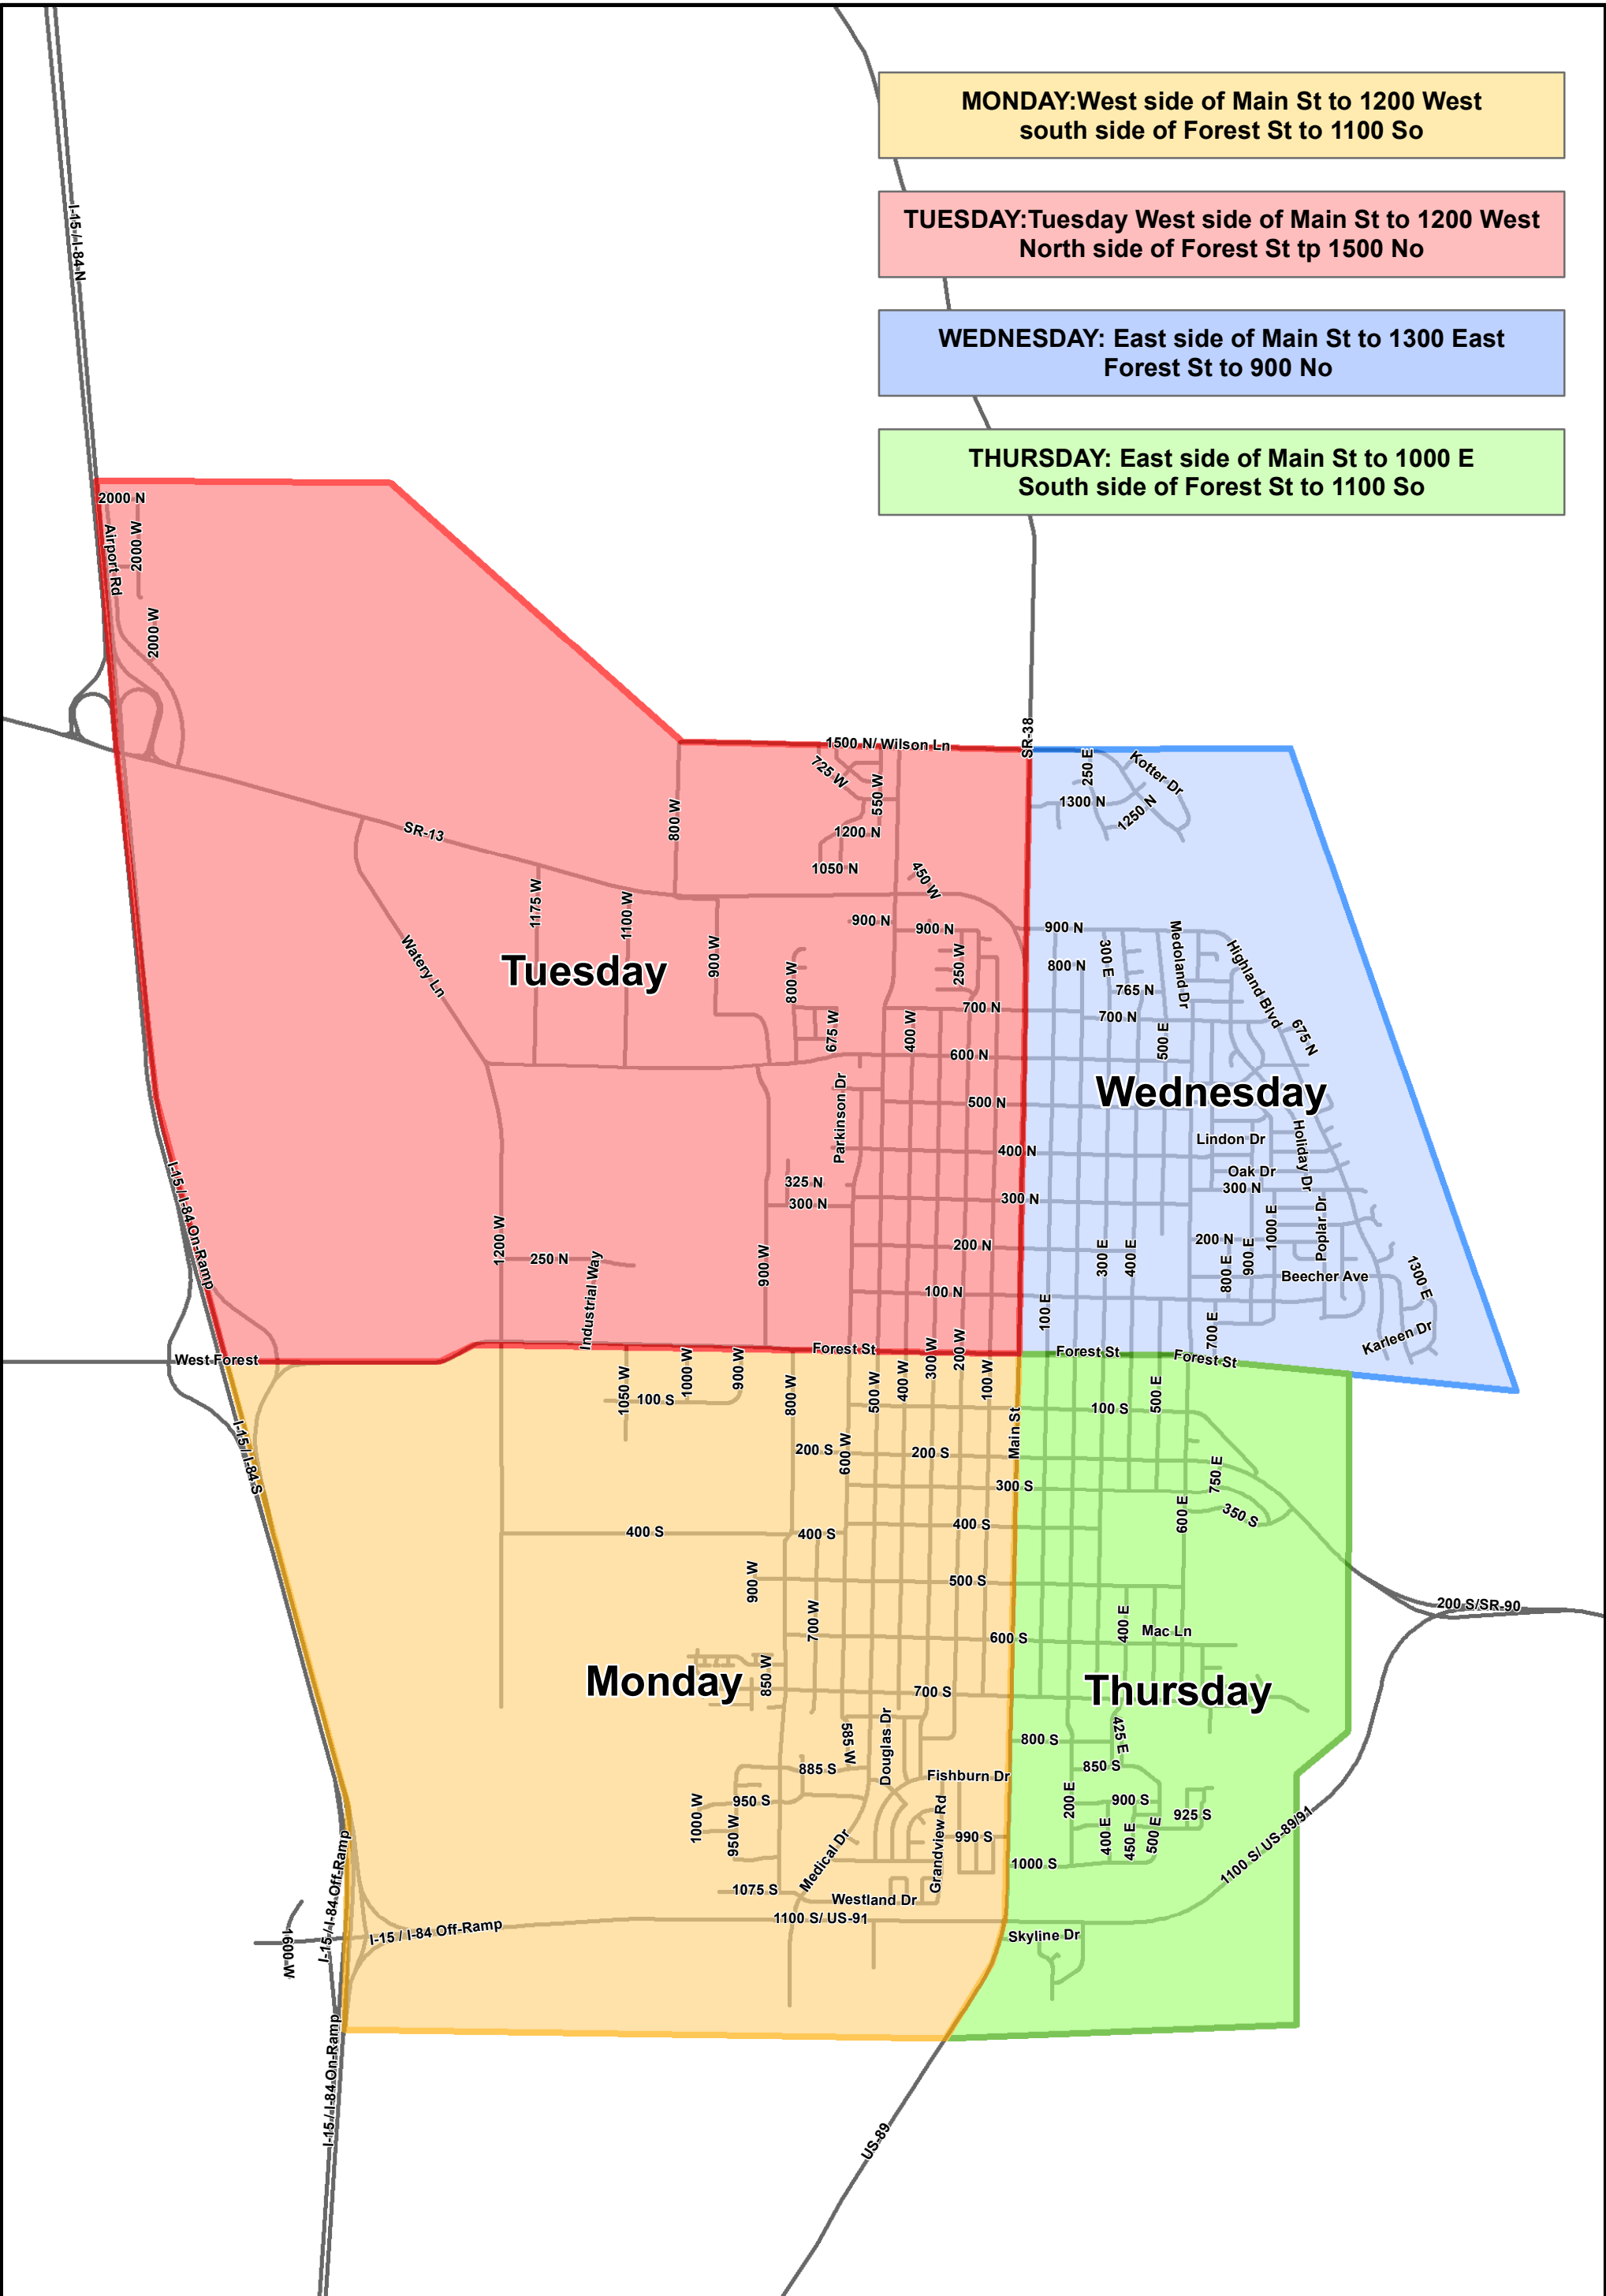 MONDAY:West side of Main St to 1200 West
south side of Forest St to 1100 So
TUESDAY:Tuesday West side of Main St to 1200 West
North side of Forest St tp 1500 No
WEDNESDAY: East side of Main St to 1300 East
Forest St to 900 No
THURSDAY: East side of Main St to 1000 E
South side of Forest St to 1100 So
I-15 / I-84 N
2000 N
Airport Rd
2000 W
2000 W
SR-38
1500 N/ Wilson Ln
725 W
550 W
250 E
Kotter Dr
1300 N
1250 N
800 W
SR-13
1200 N
1050 N
450 W
1175 W
1100 W
900 N
900 N
900 N
Medoland Dr
Highland Blvd
Watery Ln
900 W
800 W
250 W
800 N
300 E
Tuesday
765 N
700 N
700 N
675 N
675 W
400 W
500 E
600 N
Wednesday
Parkinson Dr
500 N
Lindon Dr
Holiday Dr
400 N
Oak Dr
325 N
300 N
300 N
300 N
I-15 / I-84 On-Ramp
1200 W
250 N
Industrial Way
900 W
200 N
300 E
400 E
200 N
900 E
1000 E
Poplar Dr
800 E
Beecher Ave
1300 E
100 N
100 E
700 E
Karleen Dr
West Forest
Forest St
Forest St
Forest St
1050 W
1000 W
900 W
800 W
500 W
400 W
300 W
200 W
100 W
500 E
100 S
100 S
Main St
I-15 / I-84 S
200 S
600 W
200 S
750 E
300 S
600 E
350 S
400 S
400 S
400 S
900 W
500 S
200 S/SR-90
700 W
400 E
Mac Ln
600 S
850 W
Monday
700 S
Thursday
585 W
Douglas Dr
425 E
800 S
885 S
Fishburn Dr
850 S
1000 W
950 S
950 W
Grandview Rd
200 E
900 S
925 S
Medical Dr
990 S
400 E
450 E
500 E
1000 S
1100 S/ US-89/91
1075 S
Westland Dr
1100 S/ US-91
I-15 / I-84 Off-Ramp
I-15 / I-84 Off-Ramp
1600 W
Skyline Dr
I-15 / I-84 On-Ramp
US-89